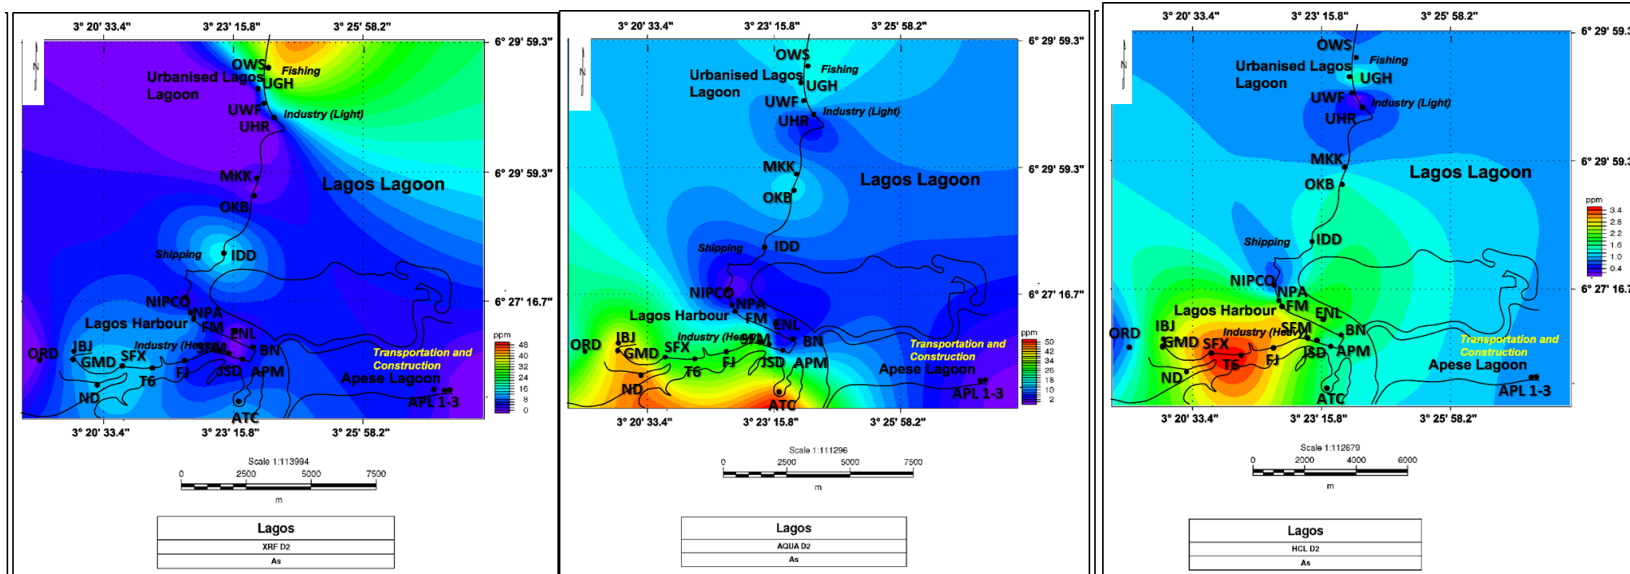 3° 20' 33.4"
3° 23' 15.8"
3° 25' 58.2"
6° 29' 59.3"
N
OWS
Fishing
Urbanised Lagos
Lagoon
UGH
UWF
Industry (Light)
UHR
MKK
6° 29' 59.3"
Lagos Lagoon
OKB
IDD
Shipping
NIPCO
6° 27' 16.7"
NPA
Lagos Harbour
FM
ENL
ppm
48
40
32
24
16
8
0
ORD
JBJ
GMD
SFX
Industry (Heavy)
SFM
BN
Transportation and
Construction
T6
FJ
JSD
APM
Apese Lagoon
ND
APL 1-3
ATC
3° 20' 33.4"
3° 23' 15.8"
3° 25' 58.2"
Scale 1:113994
0 2500 5000 7500
m
Lagos
XRF D2
As
3° 20' 33.4"
3° 23' 15.8"
3° 25' 58.2"
6° 29' 59.3"
N
OWS
Fishing
Urbanised Lagos
Lagoon
UGH
UWF
Industry (Light)
UHR
MKK
6° 29' 59.3"
Lagos Lagoon
OKB
Shipping
IDD
NIPCO
6° 27' 16.7"
NPA
Lagos Harbour
FM
ENL
ppm
50
42
34
26
18
10
2
JBJ
ORD
GMD
SFX
Industry (Heavy)
SFM
BN
Transportation and
Construction
T6
FJ
JSD
APM
Apese Lagoon
ND
APL 1-3
ATC
3° 20' 33.4"
3° 23' 15.8"
3° 25' 58.2"
Scale 1:111296
0 2500 5000 7500
m
Lagos
AQUA D2
As
3° 20' 33.4"
3° 23' 15.8"
3° 25' 58.2"
6° 29' 59.3"
N
OWS
Fishing
Urbanised Lagos
Lagoon
UGH
UWF
Industry (Light)
UHR
MKK
6° 29' 59.3"
Lagos Lagoon
OKB
ppm
3.4
2.8
2.2
1.6
1.0
0.4
Shipping
IDD
NIPCO
6° 27' 16.7"
NPA
FM
Lagos Harbour
ENL
IBJ
ORD
GMD
SFX
Industry (Heavy)
SFM
BN
Transportation and
Construction
T6
FJ
JSD
APM
Apese Lagoon
ND
APL 1-3
ATC
3° 20' 33.4"
3° 23' 15.8"
3° 25' 58.2"
Scale 1:112679
0 2000 4000 6000
m
Lagos
HCL D2
As